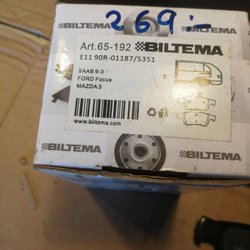 269:-
Art.65-192 BILTEMA
E11 90R-01187/5351
SAAB 9-3
FORD Focus
MAZDA 3
BILTEMA
www.biltema.com